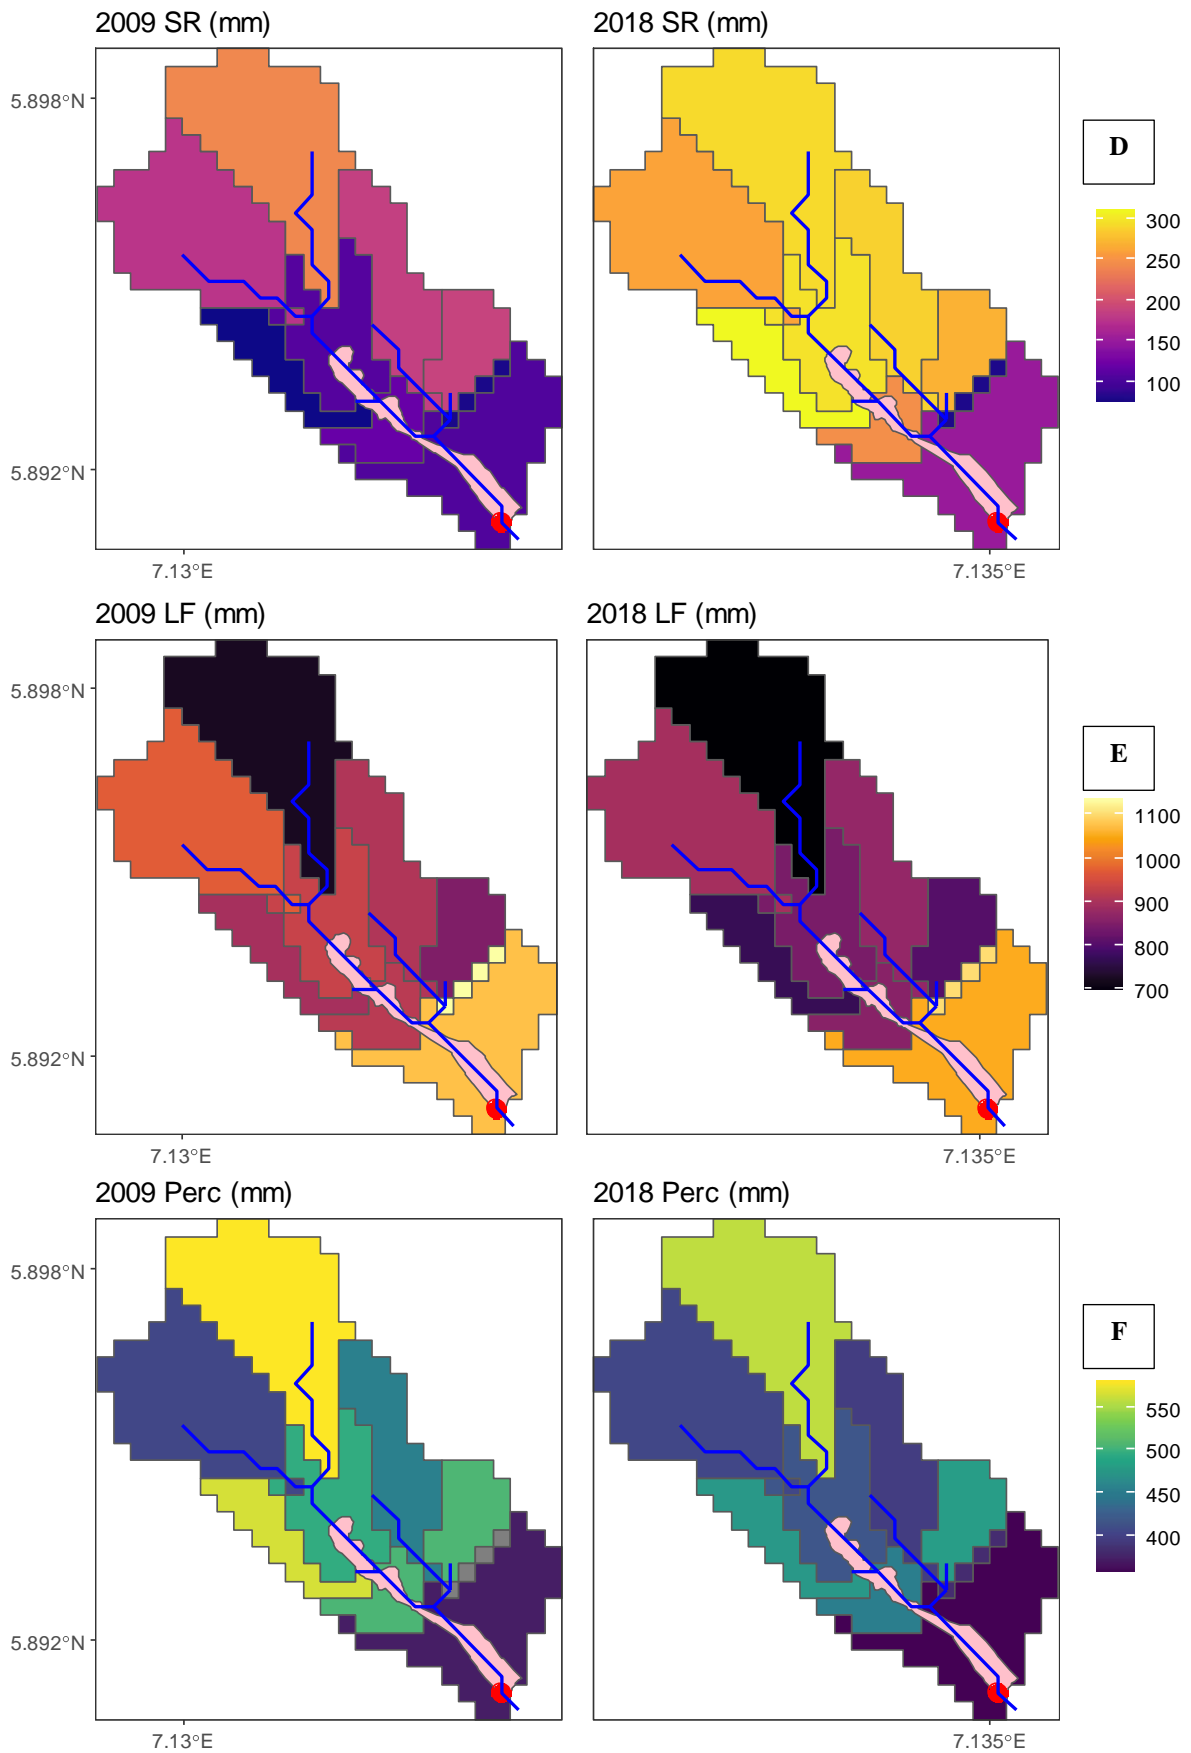 2009 SR (mm)
2018 SR (mm)
5.898°N
5.892°N
7.13°E
7.135°E
D
300
250
200
150
100
2009 LF (mm)
2018 LF (mm)
5.898°N
5.892°N
7.13°E
7.135°E
E
1100
1000
900
800
700
2009 Perc (mm)
2018 Perc (mm)
5.898°N
5.892°N
7.13°E
7.135°E
F
550
500
450
400